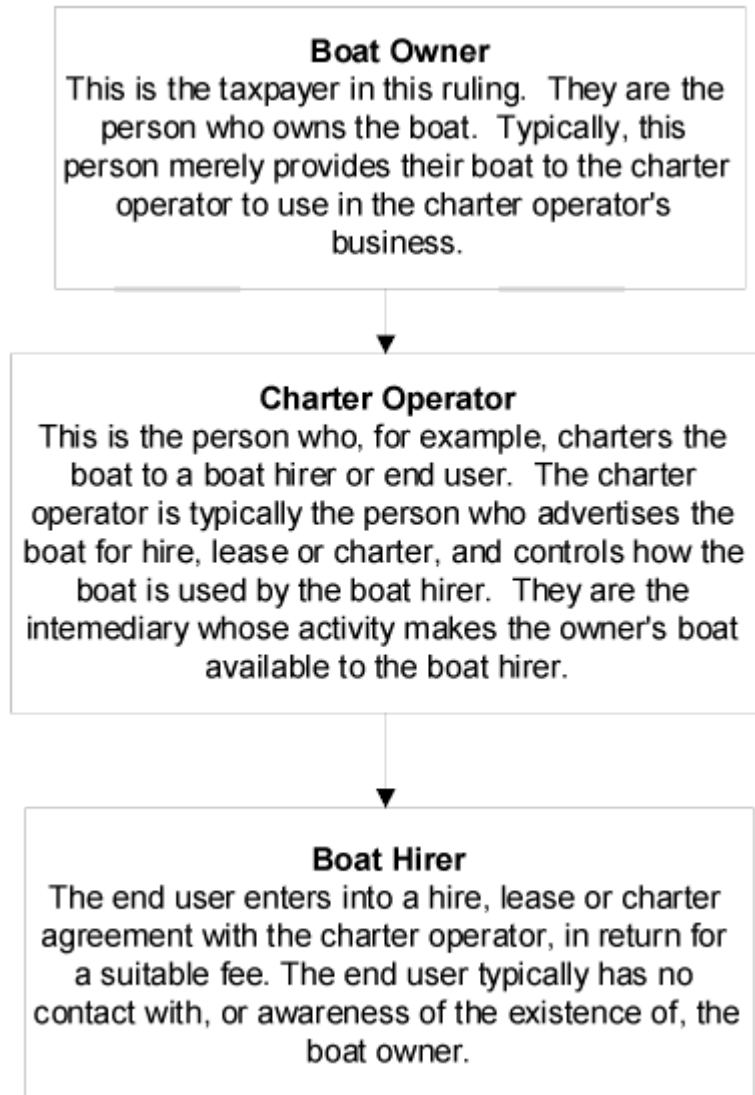 Boat Owner
This is the taxpayer in this ruling.  They are the
person who owns the boat.  Typically, this
person merely provides their boat to the charter
operator to use in the charter operator's
business.
Charter Operator
This is the person who, for example, charters the
boat to a boat hirer or end user.  The charter
operator is typically the person who advertises the
boat for hire, lease or charter, and controls how the
boat is used by the boat hirer.  They are the
intemediary whose activity makes the owner's boat
available to the boat hirer.
Boat Hirer
The end user enters into a hire, lease or charter
agreement with the charter operator, in return for
a suitable fee. The end user typically has no
contact with, or awareness of the existence of, the
boat owner.